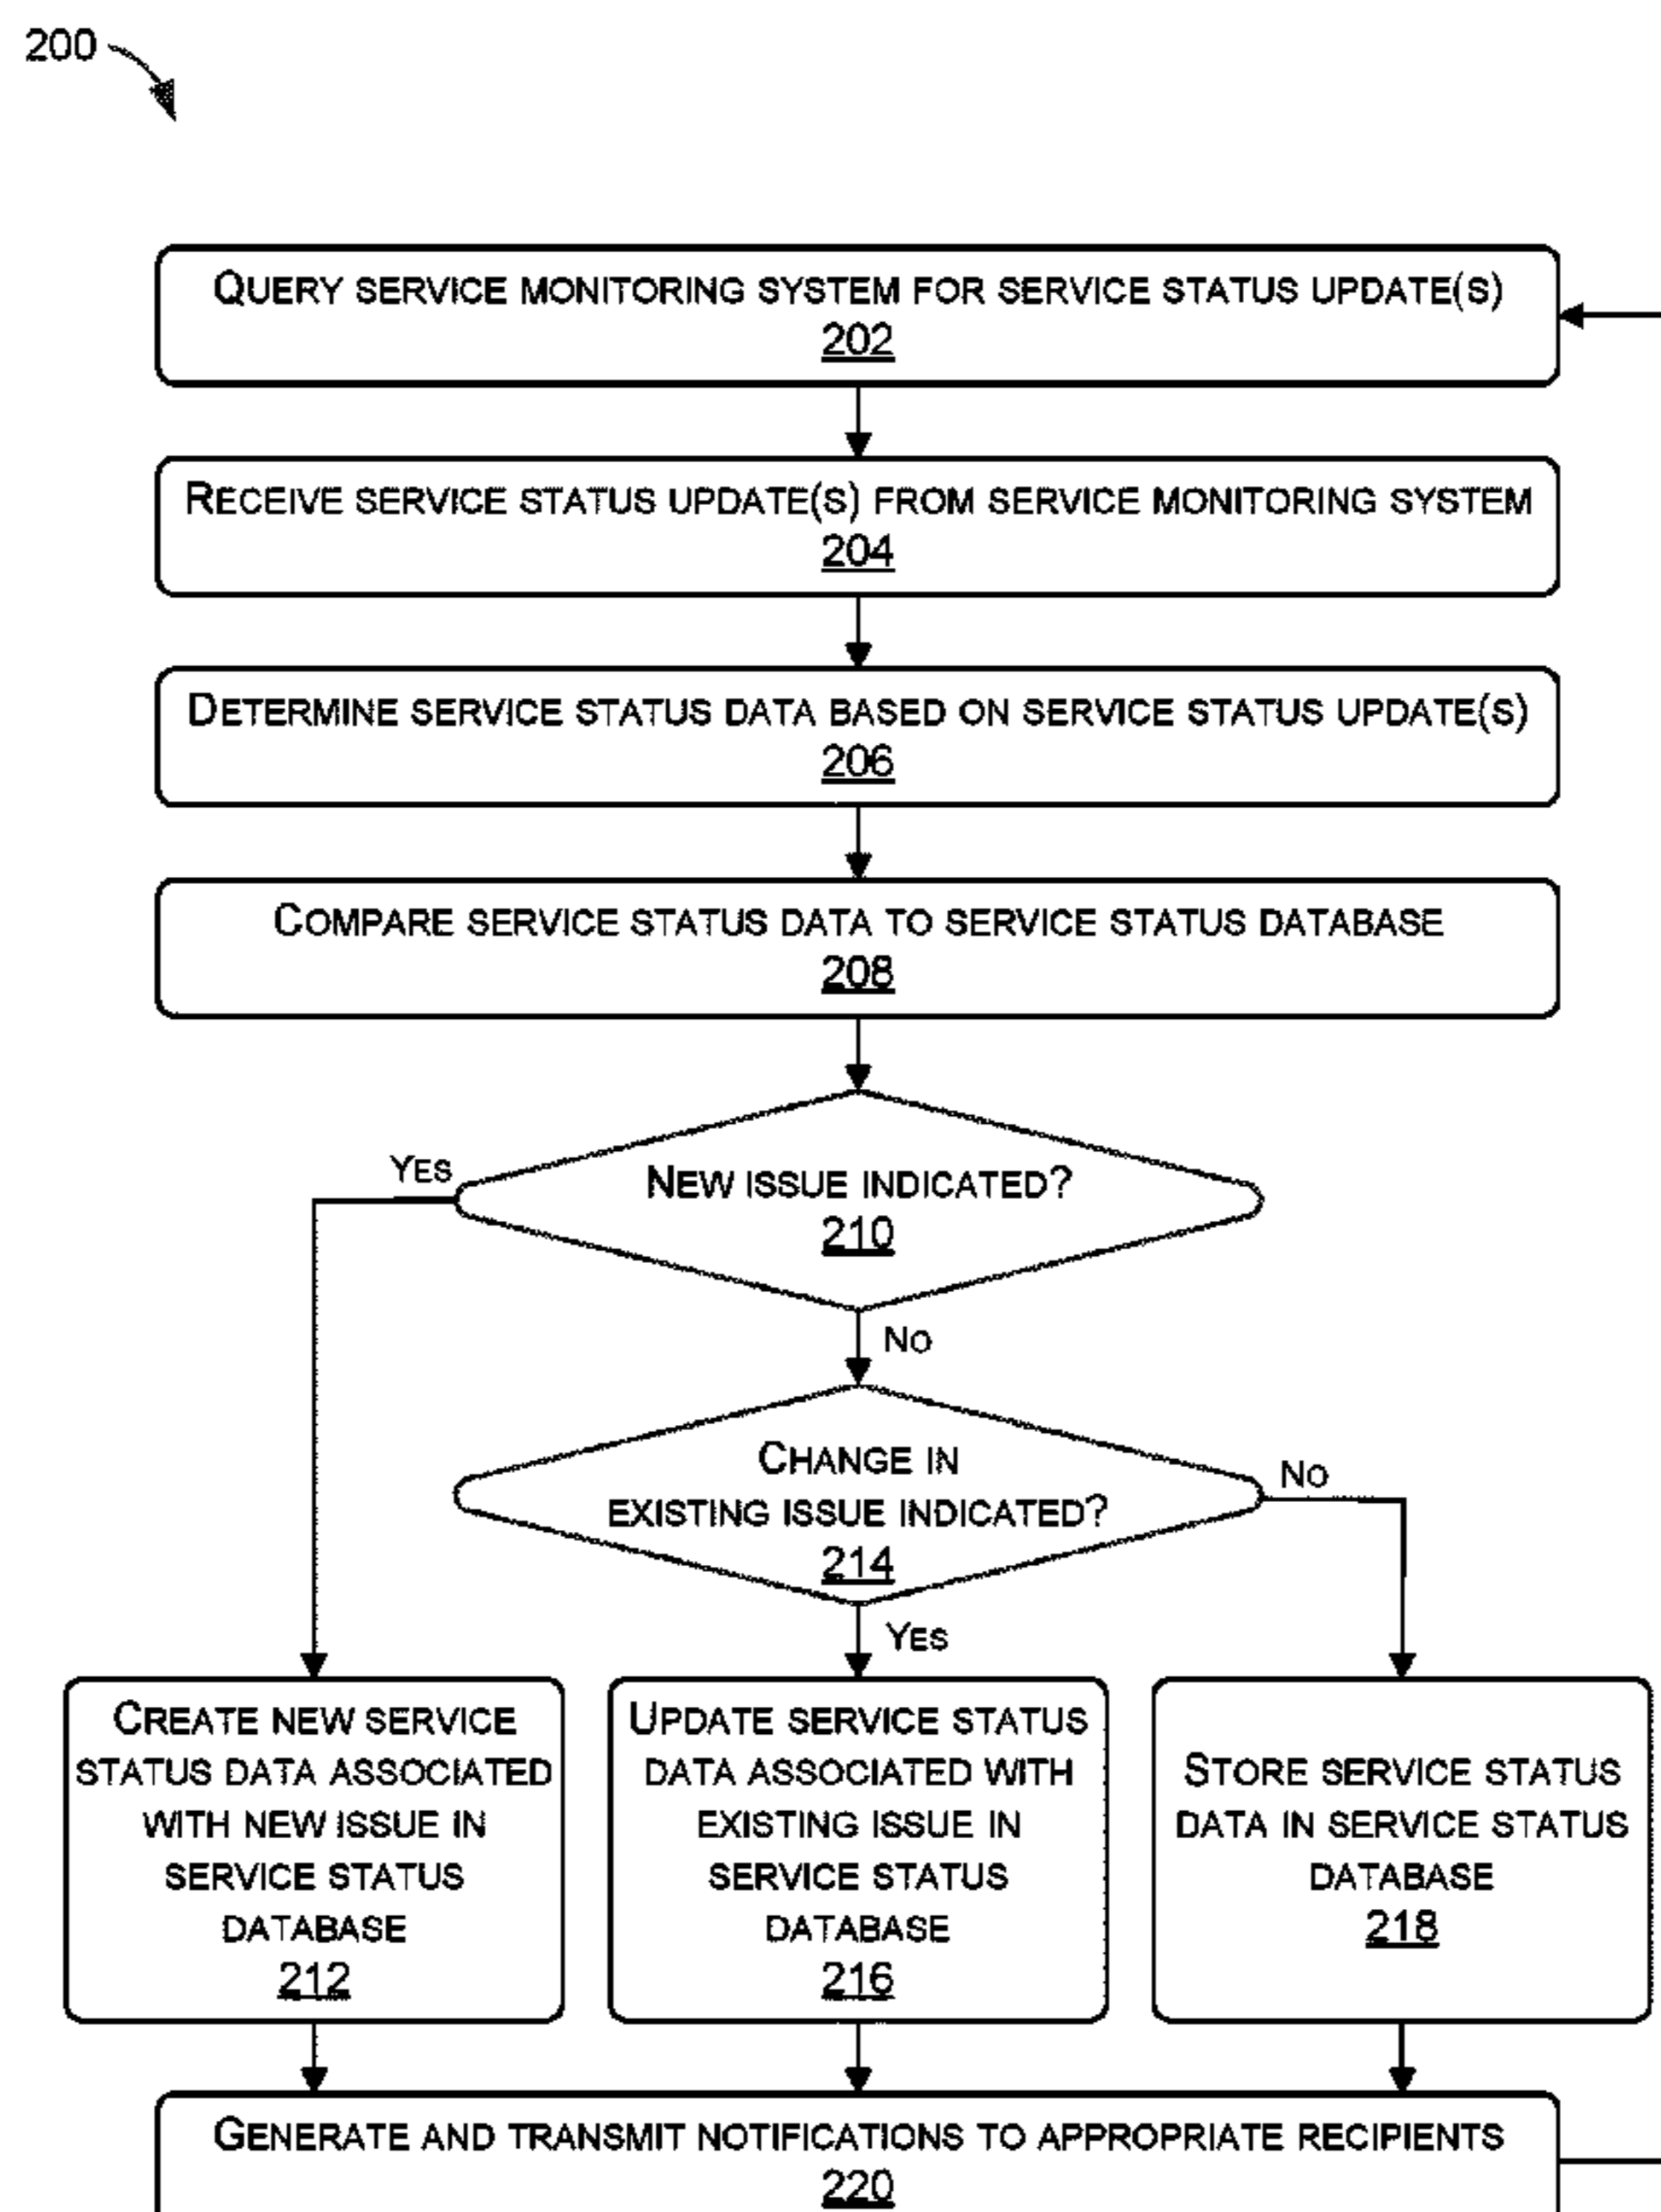 200
QUERY SERVICE MONITORING SYSTEM FOR SERVICE STATUS UPDATE(S)
202
RECEIVE SERVICE STATUS UPDATE(S) FROM SERVICE MONITORING SYSTEM
204
DETERMINE SERVICE STATUS DATA BASED ON SERVICE STATUS UPDATE(S)
206
COMPARE SERVICE STATUS DATA TO SERVICE STATUS DATABASE
208
YES
NEW ISSUE INDICATED?
210
NO
CHANGE IN
EXISTING ISSUE INDICATED?
214
NO
YES
CREATE NEW SERVICE
STATUS DATA ASSOCIATED
WITH NEW ISSUE IN
SERVICE STATUS
DATABASE
212
UPDATE SERVICE STATUS
DATA ASSOCIATED WITH
EXISTING ISSUE IN
SERVICE STATUS
DATABASE
216
STORE SERVICE STATUS
DATA IN SERVICE STATUS
DATABASE
218
GENERATE AND TRANSMIT NOTIFICATIONS TO APPROPRIATE RECIPIENTS
220